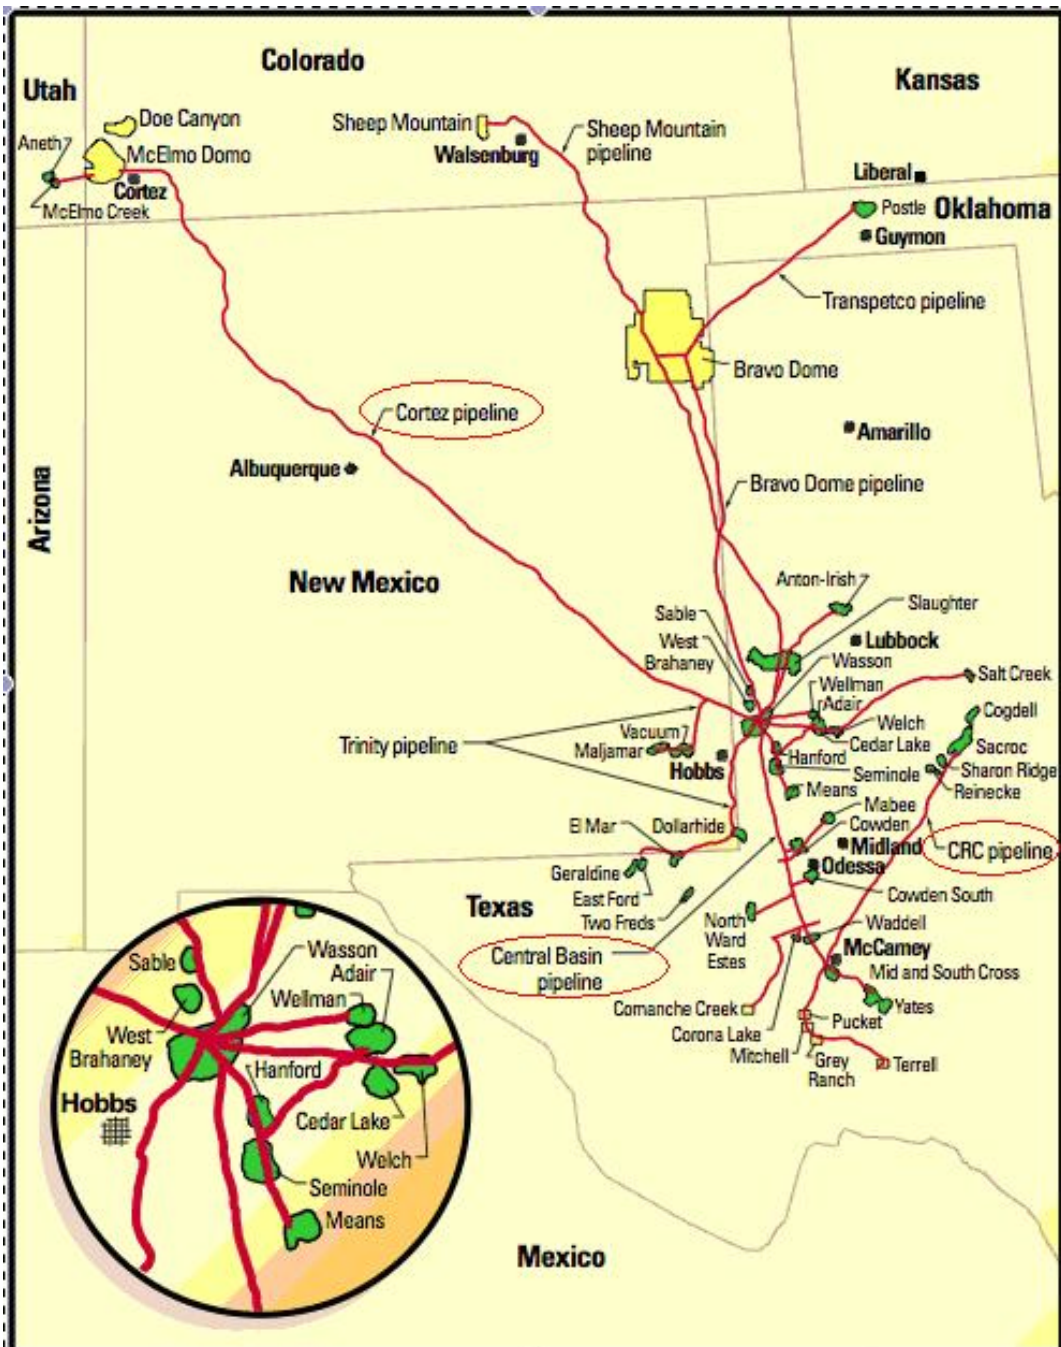 Colorado
Kansas
Utah
Doe Canyon
Sheep Mountain
Sheep Mountain
pipeline
Aneth
McElmo Domo
Walsenburg
Liberal
Cortez
McElmo Creek
Postle
Oklahoma
Guymon
Transpetco pipeline
Bravo Dome
Cortez pipeline
Amarillo
Albuquerque
Arizona
Bravo Dome pipeline
New Mexico
Anton-Irish
Slaughter
Sable
Lubbock
West
Brahaney
Wasson
Salt Creek
Wellman
Adair
Cogdell
Welch
Vacuum
Trinity pipeline
Maljamar
Cedar Lake
Sacroc
Hanford
Hobbs
Seminole
Sharon Ridge
Reinecke
Means
Mabee
El Mar
Dollarhide
Cowden
Midland
CRC pipeline
Odessa
Geraldine
East Ford
Cowden South
Texas
Two Freds
North
Ward
Estes
Waddell
McCamey
Central Basin
pipeline
Mid and South Cross
Comanche Creek
Yates
Pucket
Corona Lake
Mitchell
Grey
Ranch
Terrell
Wasson
Sable
Adair
Wellman
West
Brahaney
Hanford
Hobbs
Cedar Lake
Welch
Seminole
Means
Mexico